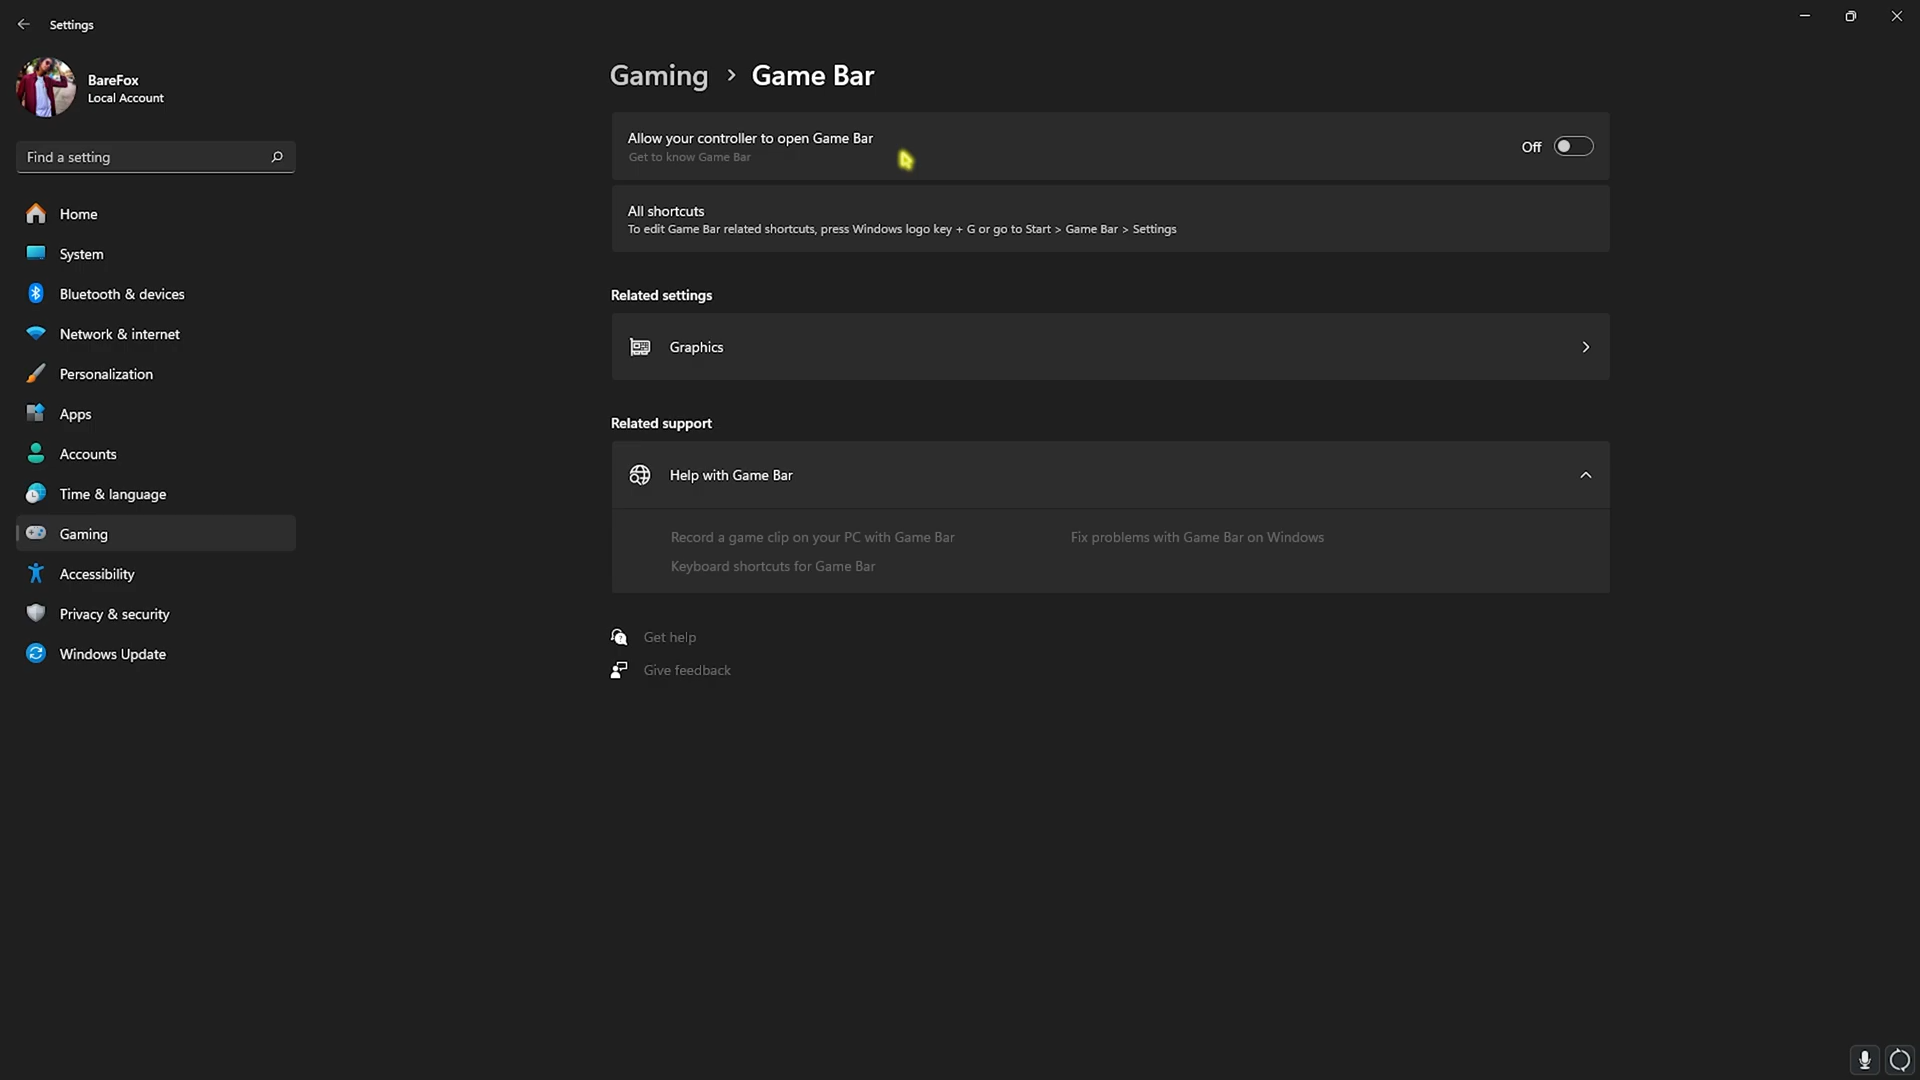 Settings
BareFox
Local Account
Find a setting
Home
System
Bluetooth & devices
Network & internet
Personalization
Apps
Accounts
Time & language
Gaming
Accessibility
Privacy & security
Windows Update
Gaming > Game Bar
Allow your controller to open Game Bar
Get to know Game Bar
Off
All shortcuts
To edit Game Bar related shortcuts, press Windows logo key + G or go to Start > Game Bar > Settings
Related settings
Graphics
Related support
Help with Game Bar
Record a game clip on your PC with Game Bar
Fix problems with Game Bar on Windows
Keyboard shortcuts for Game Bar
Get help
Give feedback